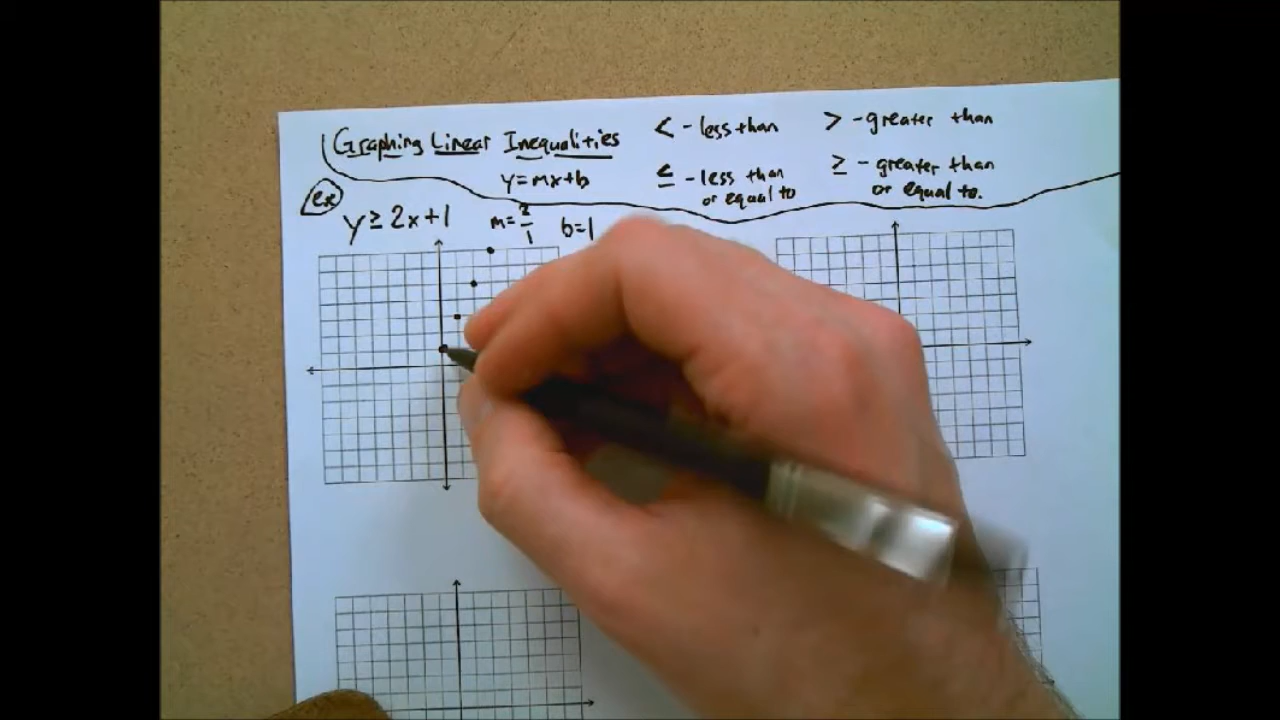 Graphing Linear Inequalities
y=mx+b
< - less than
> - greater than
≤ - less than
or equal to
≥ - greater than
or equal to.
ex
y ≥ 2x+1
m=2/1
b=1